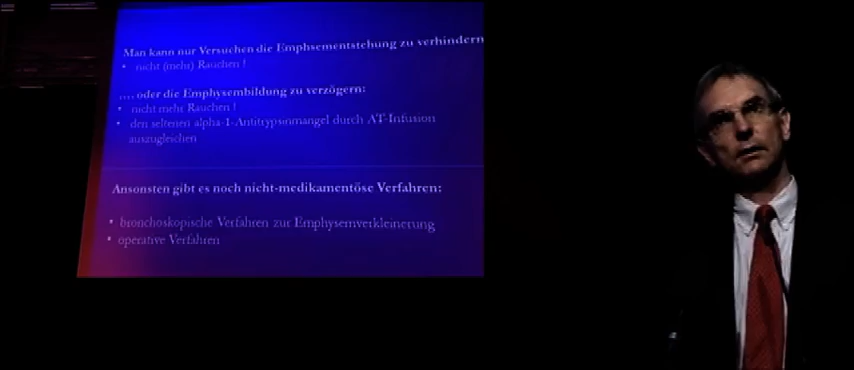 Man kann nur Versuchen die Emphsementstehung zu verhindern
• nicht (mehr) Rauchen !
.... oder die Emphysembildung zu verzögern:
• nicht mehr Rauchen !
• den seltenen alpha-1-Antitrypsinmangel durch AT-Infusion
auszugleichen
Ansonsten gibt es noch nicht-medikamentöse Verfahren:
• bronchoskopische Verfahren zur Emphysemverkleinerung
• operative Verfahren